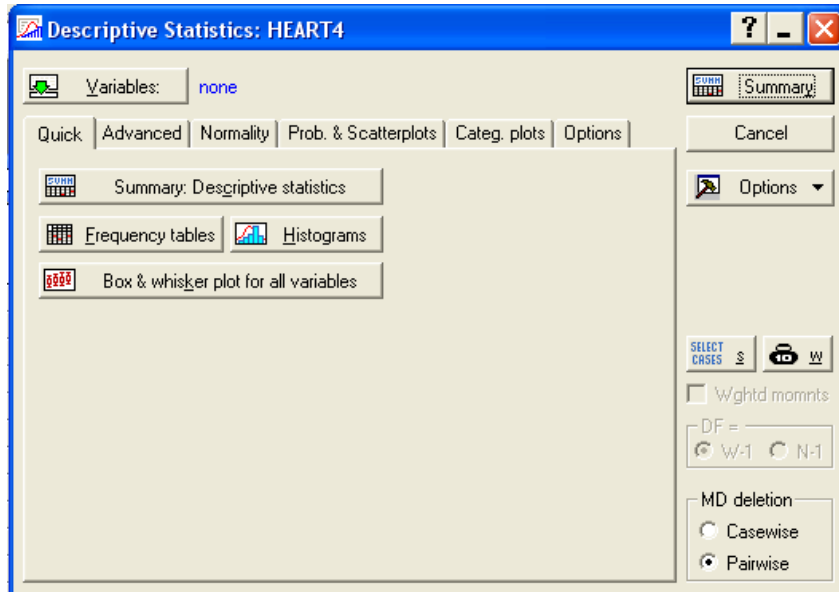 Descriptive Statistics: HEART4
Variables: none
Summary
Cancel
Options
Quick Advanced Normality Prob. & Scatterplots Categ. plots Options
SUMM Summary: Descriptive statistics
Frequency tables Histograms
Box & whisker plot for all variables
SELECT CASES S W
Wghtd momnts
DF =
W-1 N-1
MD deletion
Casewise
Pairwise